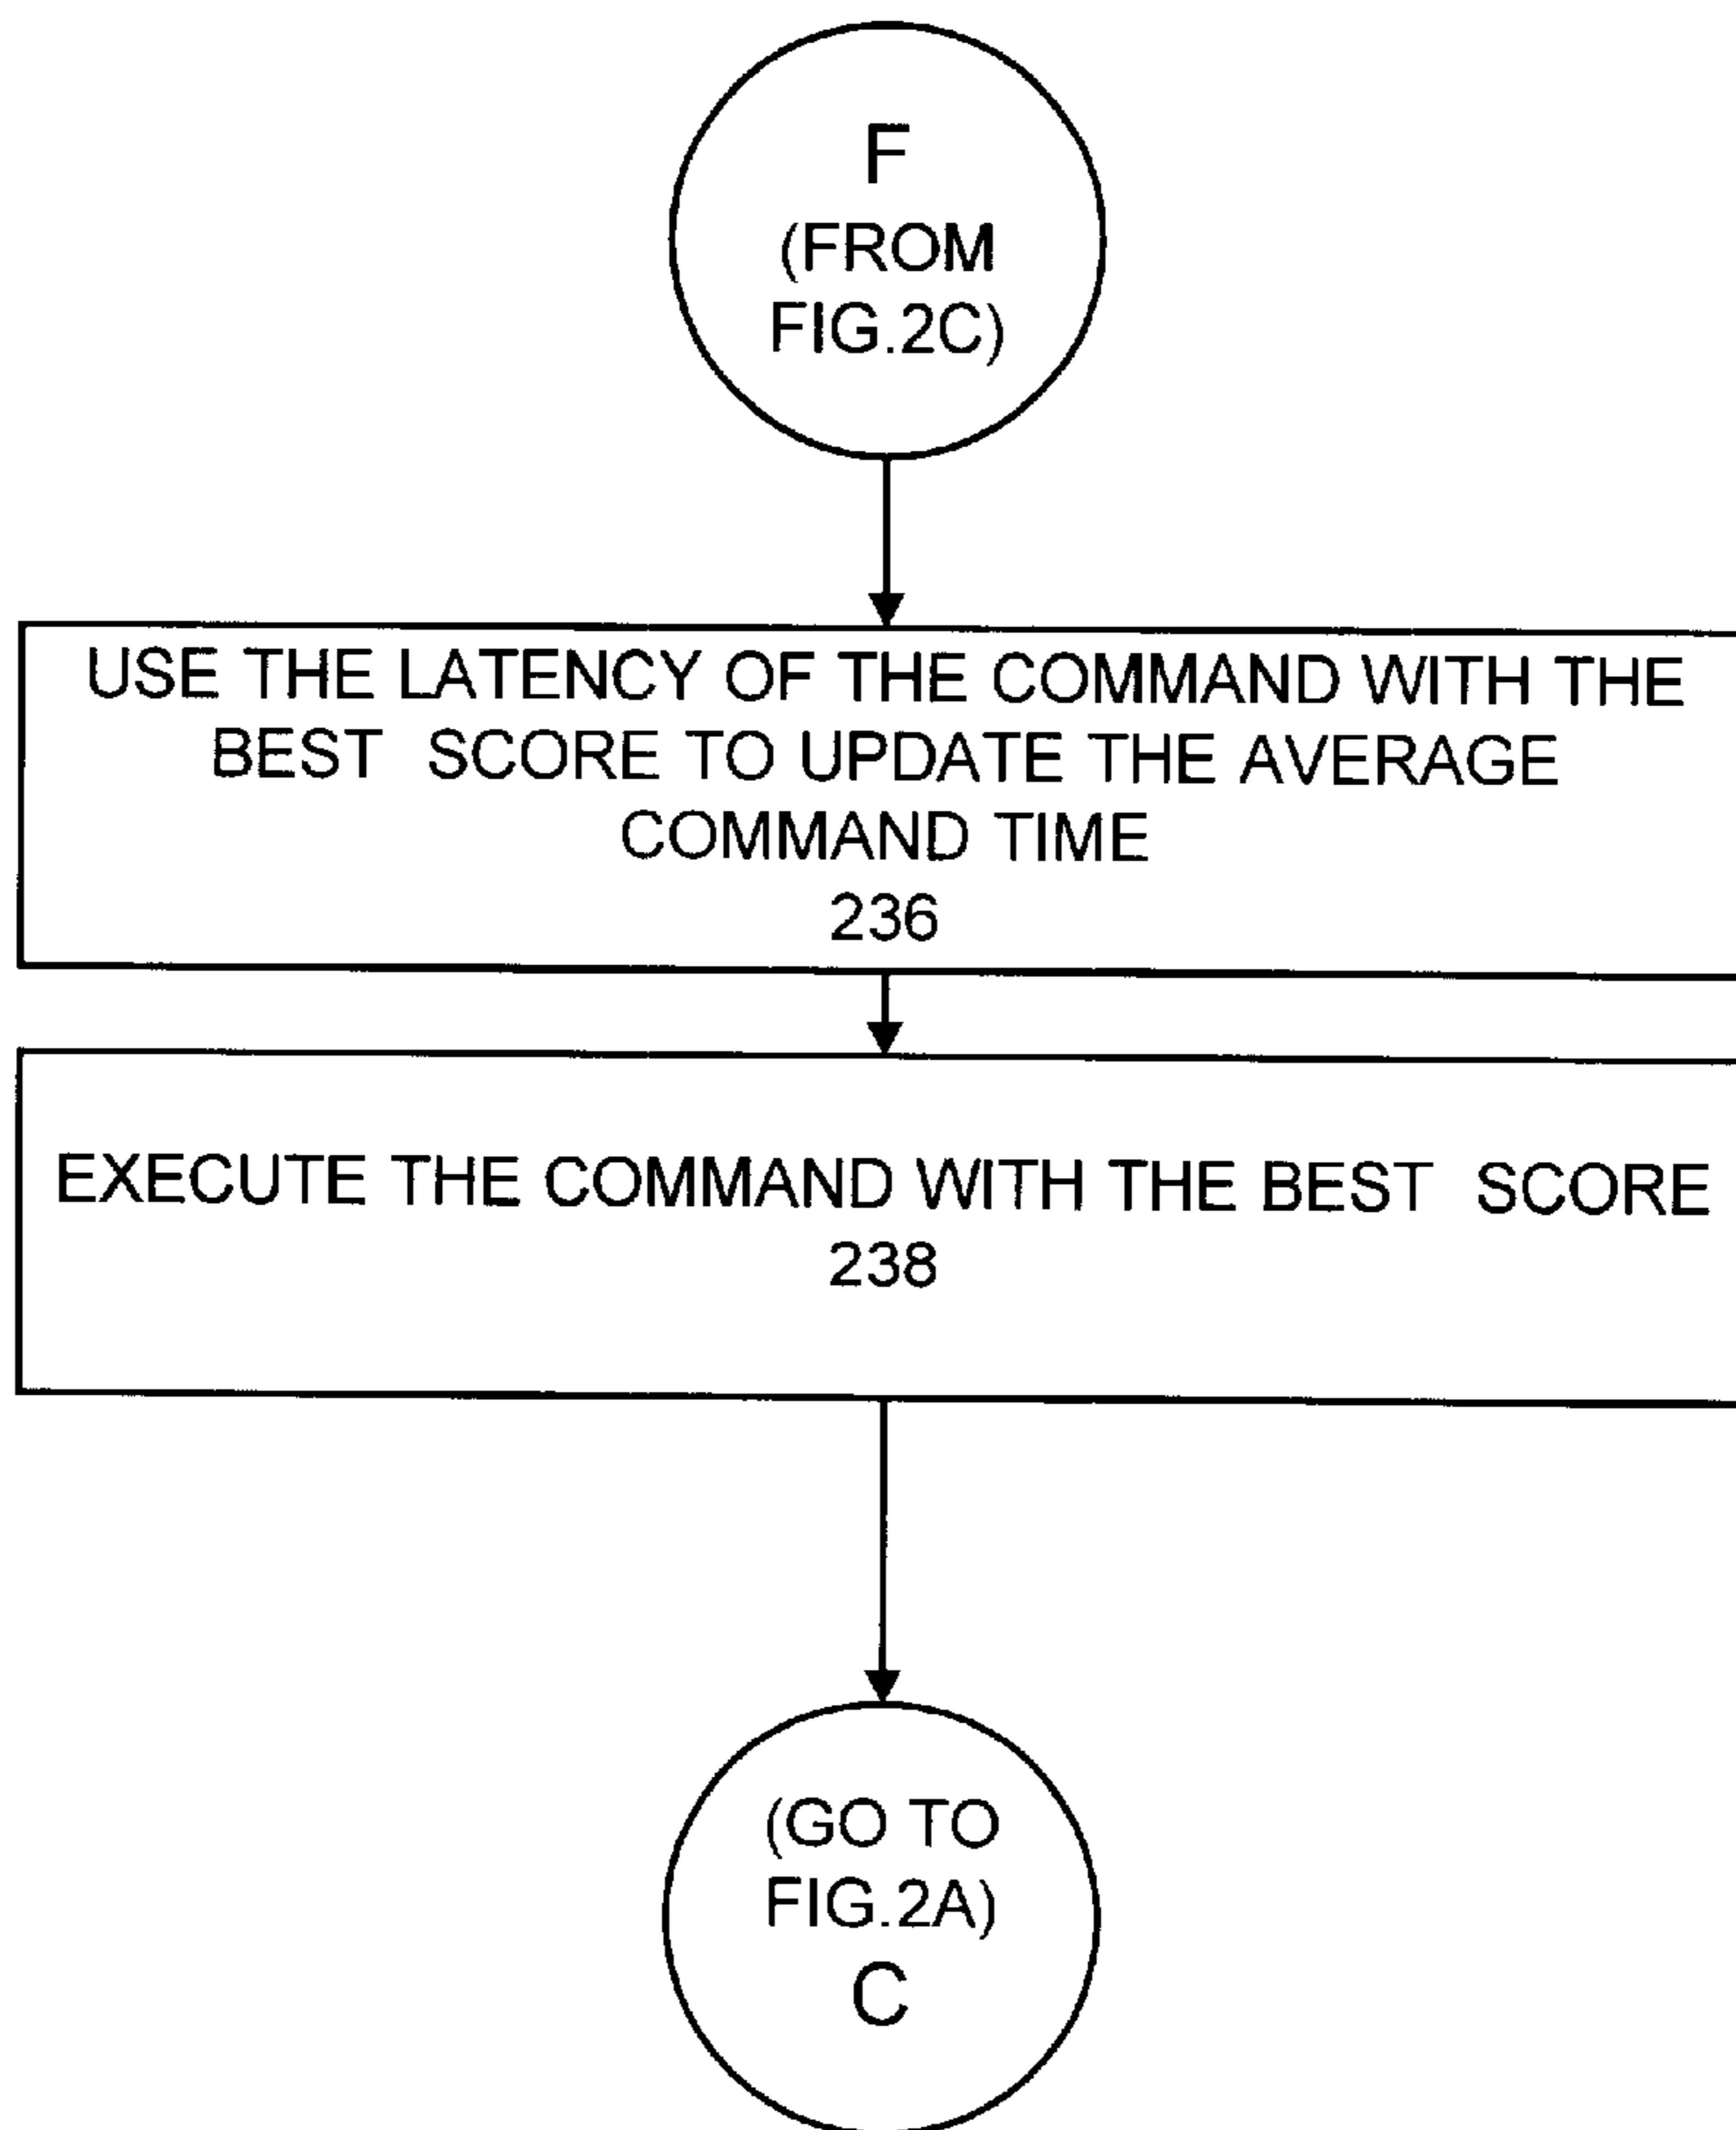 F
(FROM
FIG.2C)
USE THE LATENCY OF THE COMMAND WITH THE
BEST SCORE TO UPDATE THE AVERAGE
COMMAND TIME
236
EXECUTE THE COMMAND WITH THE BEST SCORE
238
(GO TO
FIG.2A)
C